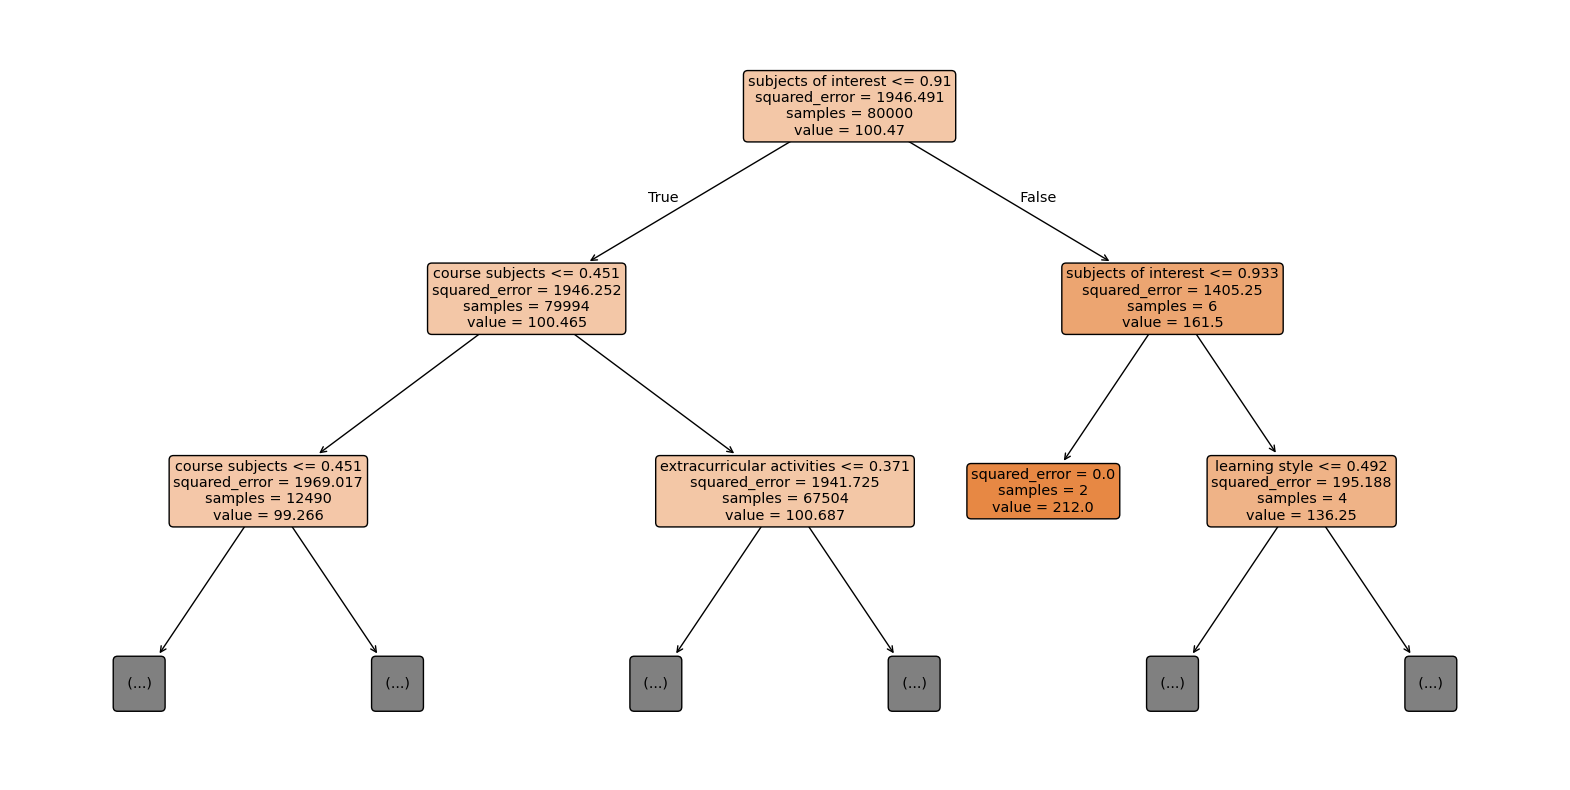 subjects of interest <= 0.91
squared_error = 1946.491
samples = 80000
value = 100.47
True
False
course subjects <= 0.451
squared_error = 1946.252
samples = 79994
value = 100.465
subjects of interest <= 0.933
squared_error = 1405.25
samples = 6
value = 161.5
course subjects <= 0.451
squared_error = 1969.017
samples = 12490
value = 99.266
extracurricular activities <= 0.371
squared_error = 1941.725
samples = 67504
value = 100.687
squared_error = 0.0
samples = 2
value = 212.0
learning style <= 0.492
squared_error = 195.188
samples = 4
value = 136.25
(...)
(...)
(...)
(...)
(...)
(...)